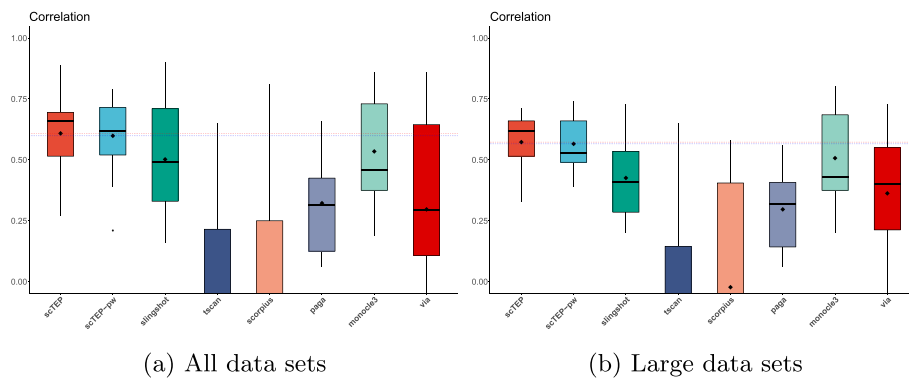 Correlation
1.00
0.75
0.50
0.25
0.00
scTEP
scTEP-pw
slingshot
tscan
scorpius
paga
monocle3
via
(a) All data sets
Correlation
1.00
0.75
0.50
0.25
0.00
scTEP
scTEP-pw
slingshot
tscan
scorpius
paga
monocle3
via
(b) Large data sets